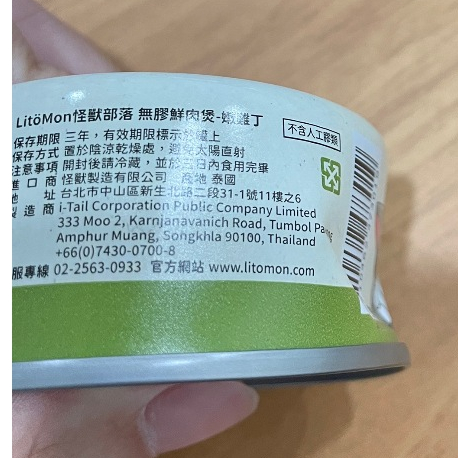 LitöMon怪獸部落 無膠鮮肉煲-嫩雞丁
不含人工膠類
保存期限 三年，有效期限標示於罐上
保存方式 置於陰涼乾燥處，避免太陽直射
注意事項 開封後請冷藏，並於三日內食用完畢
進口商 怪獸製造有限公司 產地 泰國
地址 台北市中山區新生北路二段31-1號11樓之6
製造商 i-Tail Corporation Public Company Limited
333 Moo 2, Karnjanavanich Road, Tumbol
Amphur Muang, Songkhla 90100, Thailand
+66(0)7430-0700-8
服專線 02-2563-0933 官方網站 www.litomon.com